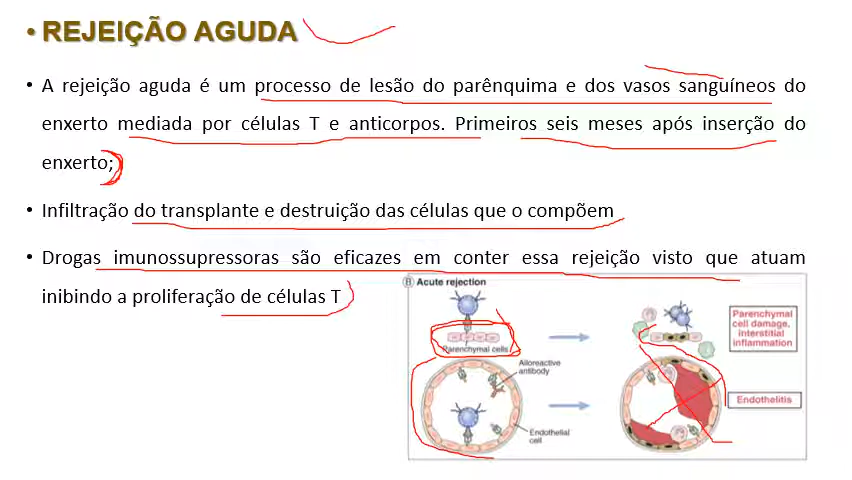 • REJEIÇÃO AGUDA
• A rejeição aguda é um processo de lesão do parênquima e dos vasos sanguíneos do
enxerto mediada por células T e anticorpos. Primeiros seis meses após inserção do
enxerto;
• Infiltração do transplante e destruição das células que o compõem
• Drogas imunossupressoras são eficazes em conter essa rejeição visto que atuam
inibindo a proliferação de células T
B Acute rejection
Parenchymal cells
Parenchymal
cell damage,
interstitial
inflammation
Alloreactive
antibody
Endothelial
cell
Endothelitis